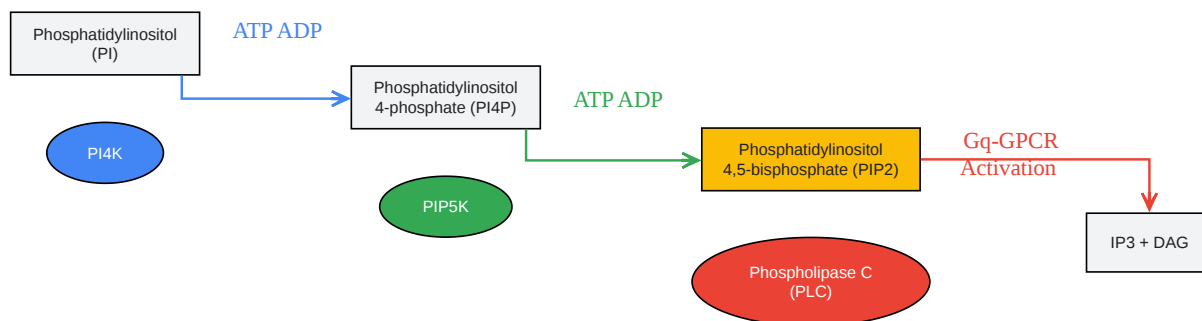 Phosphatidylinositol
(PI)
ATP ADP
Phosphatidylinositol
4-phosphate (PI4P)
ATP ADP
Phosphatidylinositol
4,5-bisphosphate (PIP2)
Gq-GPCR
Activation
PI4K
PIP5K
IP3 + DAG
Phospholipase C
(PLC)